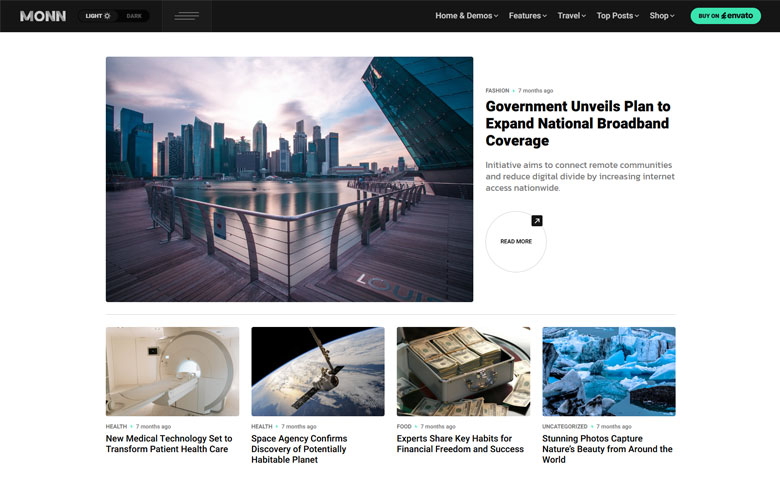 MONN
LIGHT DARK
Home & Demos Features Travel Top Posts Shop
BUY ON envato
FASHION 7 months ago
Government Unveils Plan to
Expand National Broadband
Coverage
Initiative aims to connect remote communities
and reduce digital divide by increasing internet
access nationwide.
READ MORE
HEALTH 7 months ago
New Medical Technology Set to
Transform Patient Health Care
HEALTH 7 months ago
Space Agency Confirms
Discovery of Potentially
Habitable Planet
FOOD 7 months ago
Experts Share Key Habits for
Financial Freedom and Success
UNCATEGORIZED 7 months ago
Stunning Photos Capture
Nature's Beauty from Around the
World